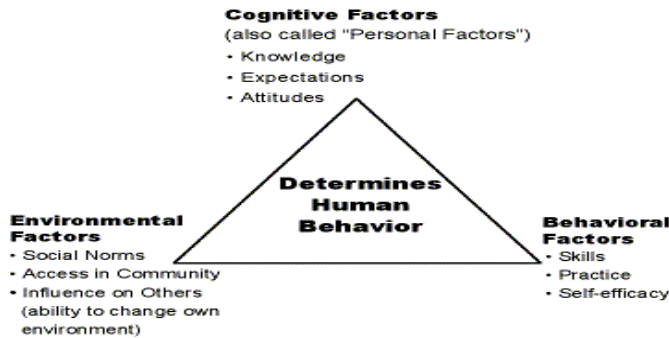 Cognitive Factors
(also called "Personal Factors")
• Knowledge
• Expectations
• Attitudes
Determines
Human
Behavior
Environmental
Factors
• Social Norms
• Access in Community
• Influence on Others
(ability to change own
environment)
Behavioral
Factors
• Skills
• Practice
• Self-efficacy